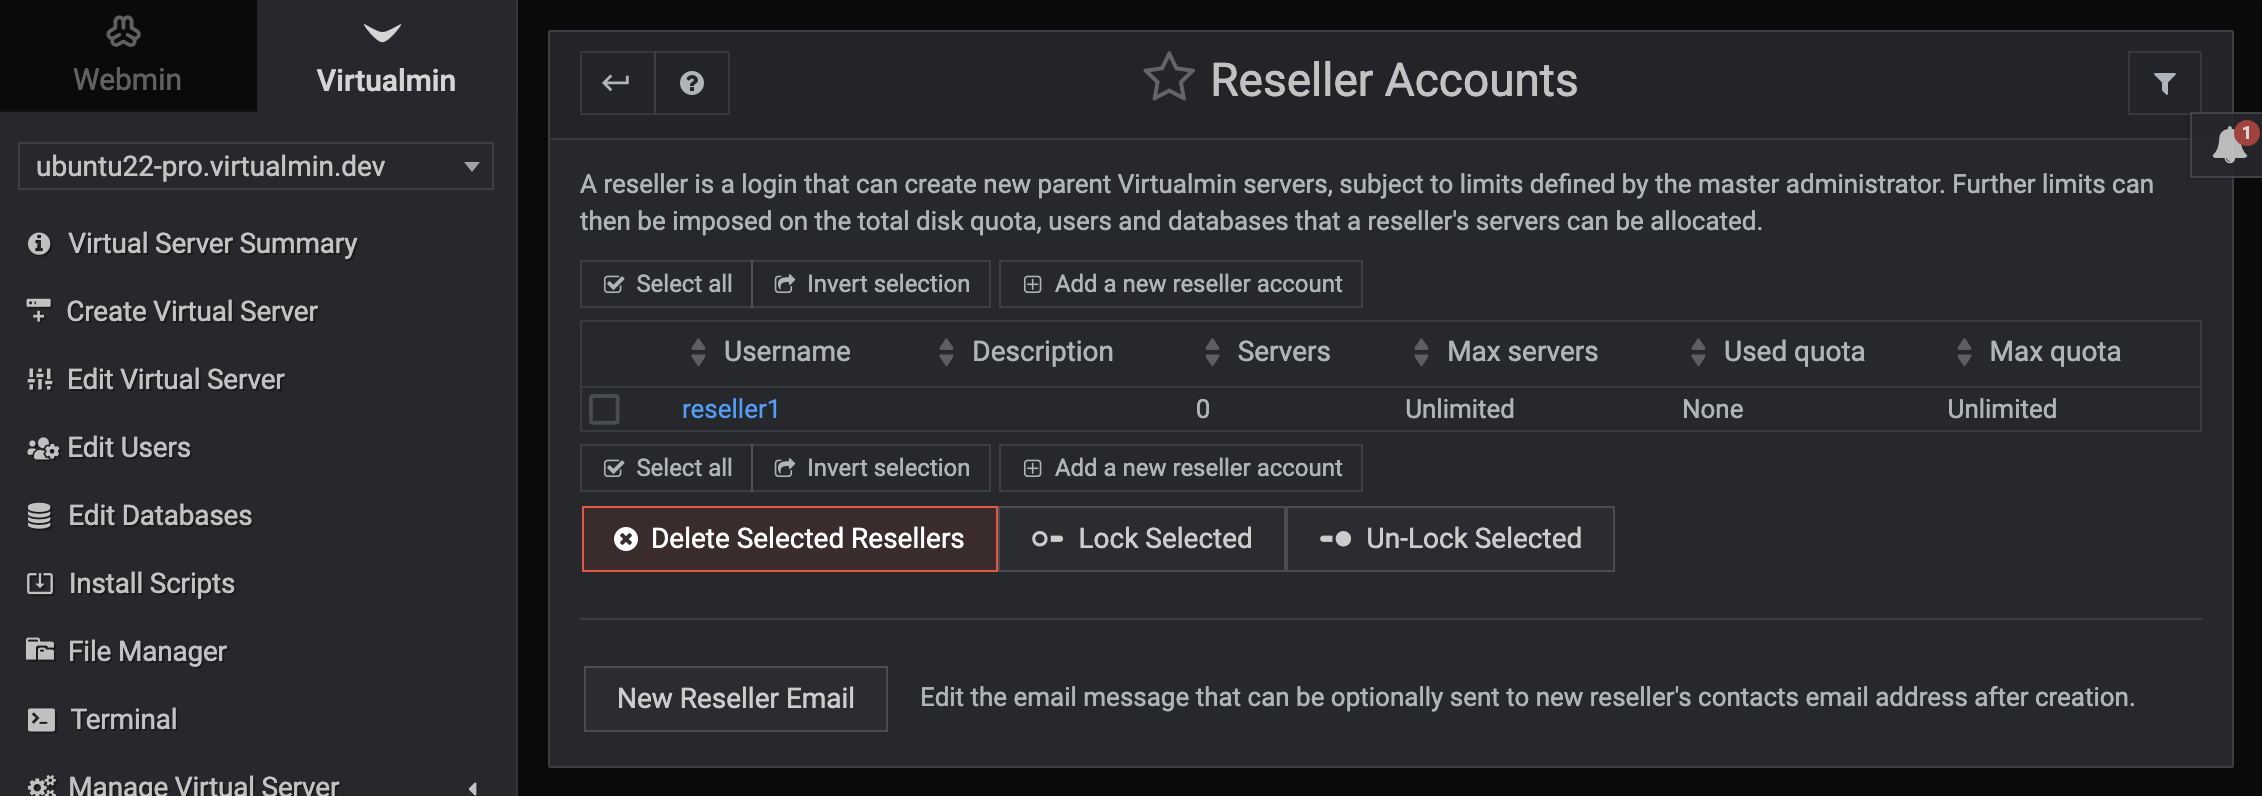 Webmin
Virtualmin
ubuntu22-pro.virtualmin.dev
Virtual Server Summary
Create Virtual Server
Edit Virtual Server
Edit Users
Edit Databases
Install Scripts
File Manager
Terminal
Manage Virtual Server
Reseller Accounts
1
A reseller is a login that can create new parent Virtualmin servers, subject to limits defined by the master administrator. Further limits can
then be imposed on the total disk quota, users and databases that a reseller's servers can be allocated.
Select all Invert selection Add a new reseller account
Username Description Servers Max servers Used quota Max quota
reseller1 0 Unlimited None Unlimited
Select all Invert selection Add a new reseller account
Delete Selected Resellers Lock Selected Un-Lock Selected
New Reseller Email Edit the email message that can be optionally sent to new reseller's contacts email address after creation.